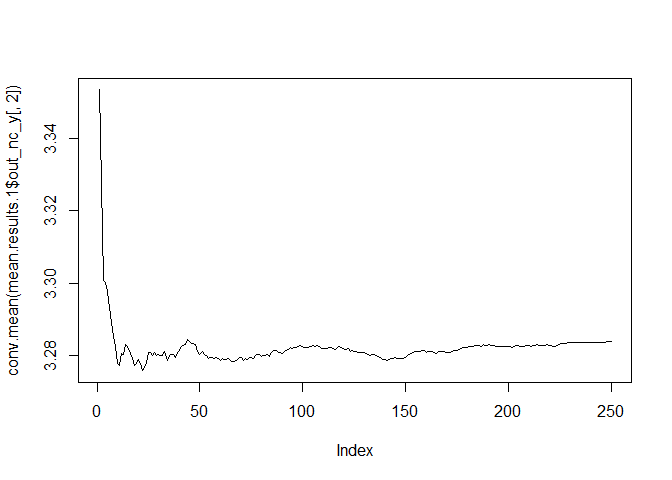 conv.mean(mean.results.1$out_nc_y[, 2])
3.34
3.32
3.30
3.28
0 50 100 150 200 250
Index